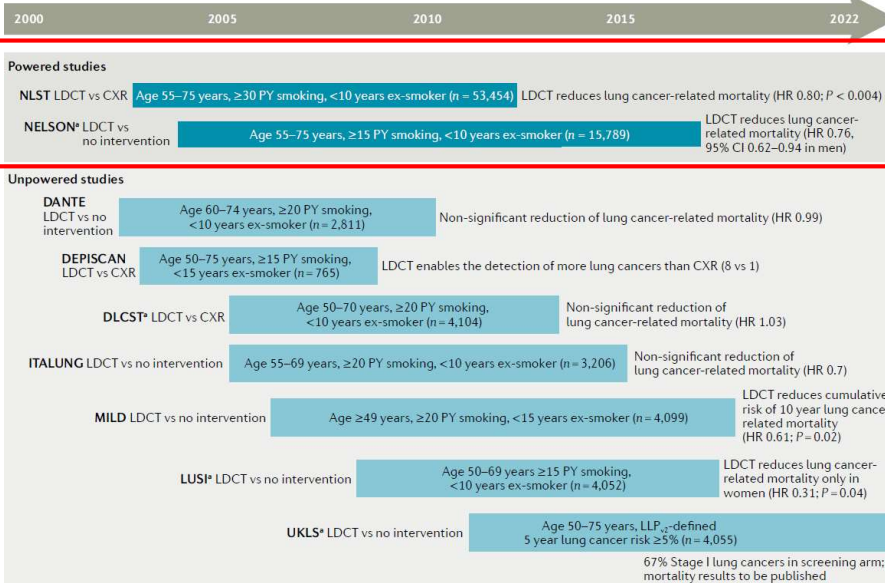 2000 2005 2010 2015 2022
Powered studies
NLST LDCT vs CXR
Age 55–75 years, ≥30 PY smoking, <10 years ex-smoker (n = 53,454)
LDCT reduces lung cancer-related mortality (HR 0.80; P < 0.004)
NELSONª LDCT vs
no intervention
Age 55–75 years, ≥15 PY smoking, <10 years ex-smoker (n = 15,789)
LDCT reduces lung cancer-
related mortality (HR 0.76,
95% CI 0.62–0.94 in men)
Unpowered studies
DANTE
LDCT vs no
intervention
Age 60–74 years, ≥20 PY smoking,
<10 years ex-smoker (n = 2,811)
Non-significant reduction of lung cancer-related mortality (HR 0.99)
DEPISCAN
LDCT vs CXR
Age 50–75 years, ≥15 PY smoking,
<15 years ex-smoker (n = 765)
LDCT enables the detection of more lung cancers than CXR (8 vs 1)
DLCSTª LDCT vs CXR
Age 50–70 years, ≥20 PY smoking,
<10 years ex-smoker (n = 4,104)
Non-significant reduction of
lung cancer-related mortality (HR 1.03)
ITALUNG LDCT vs no intervention
Age 55–69 years, ≥20 PY smoking, <10 years ex-smoker (n = 3,206)
Non-significant reduction of
lung cancer-related mortality (HR 0.7)
MILD LDCT vs no intervention
Age ≥49 years, ≥20 PY smoking, <15 years ex-smoker (n = 4,099)
LDCT reduces cumulative
risk of 10 year lung cance
related mortality
(HR 0.61; P = 0.02)
LUSIª LDCT vs no intervention
Age 50–69 years ≥15 PY smoking,
<10 years ex-smoker (n = 4,052)
LDCT reduces lung cancer-
related mortality only in
women (HR 0.31; P = 0.04)
UKLSª LDCT vs no intervention
Age 50–75 years, LLPv2-defined
5 year lung cancer risk ≥5% (n = 4,055)
67% Stage I lung cancers in screening arm;
mortality results to be published